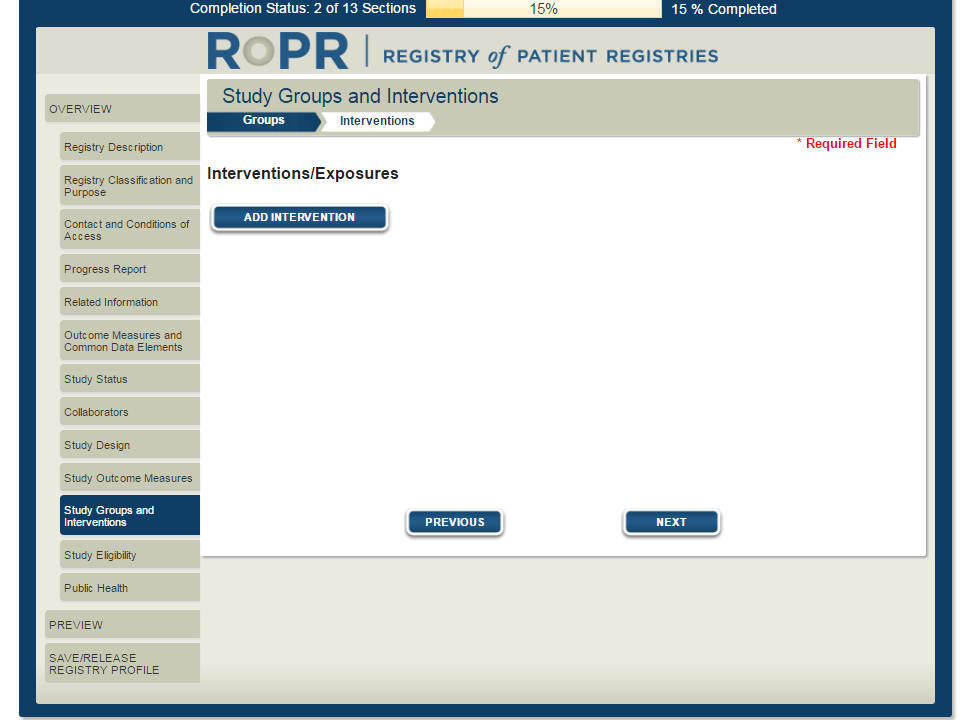 Completion Status: 2 of 13 Sections 15% 15 % Completed
ROPR | REGISTRY of PATIENT REGISTRIES
Study Groups and Interventions
Groups Interventions
* Required Field
OVERVIEW
Registry Description
Registry Classification and
Purpose
Contact and Conditions of
Access
Progress Report
Related Information
Outcome Measures and
Common Data Elements
Study Status
Collaborators
Study Design
Study Outcome Measures
Study Groups and
Interventions
Study Eligibility
Public Health
PREVIEW
SAVE/RELEASE
REGISTRY PROFILE
Interventions/Exposures
ADD INTERVENTION
PREVIOUS NEXT